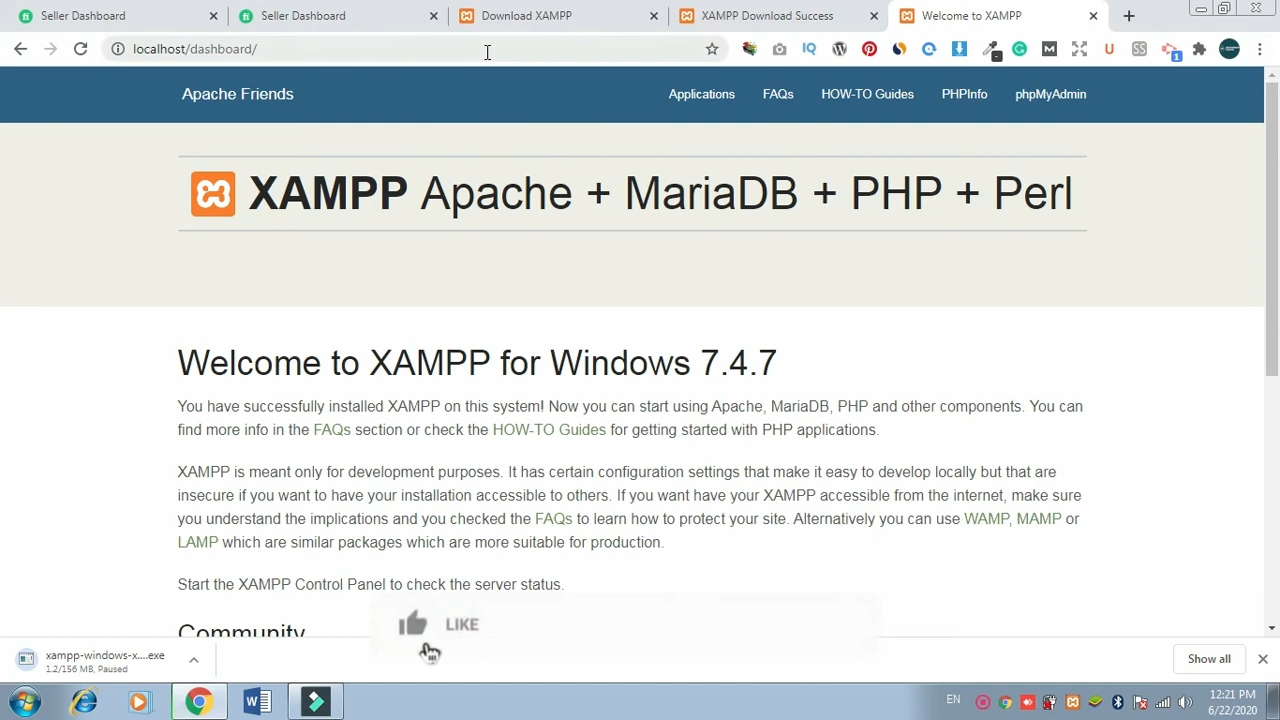 Seller Dashboard
Seller Dashboard
Download XAMPP
XAMPP Download Success
Welcome to XAMPP
localhost/dashboard/
Apache Friends
Applications
FAQs
HOW-TO Guides
PHPInfo
phpMyAdmin
XAMPP Apache + MariaDB + PHP + Perl
Welcome to XAMPP for Windows 7.4.7
You have successfully installed XAMPP on this system! Now you can start using Apache, MariaDB, PHP and other components. You can
find more info in the FAQs section or check the HOW-TO Guides for getting started with PHP applications.
XAMPP is meant only for development purposes. It has certain configuration settings that make it easy to develop locally but that are
insecure if you want to have your installation accessible to others. If you want have your XAMPP accessible from the internet, make sure
you understand the implications and you checked the FAQs to learn how to protect your site. Alternatively you can use WAMP, MAMP or
LAMP which are similar packages which are more suitable for production.
Start the XAMPP Control Panel to check the server status.
Community
LIKE
xampp-windows-x....exe
1.2/156 MB, Paused
Show all
EN
12:21 PM
6/22/2020